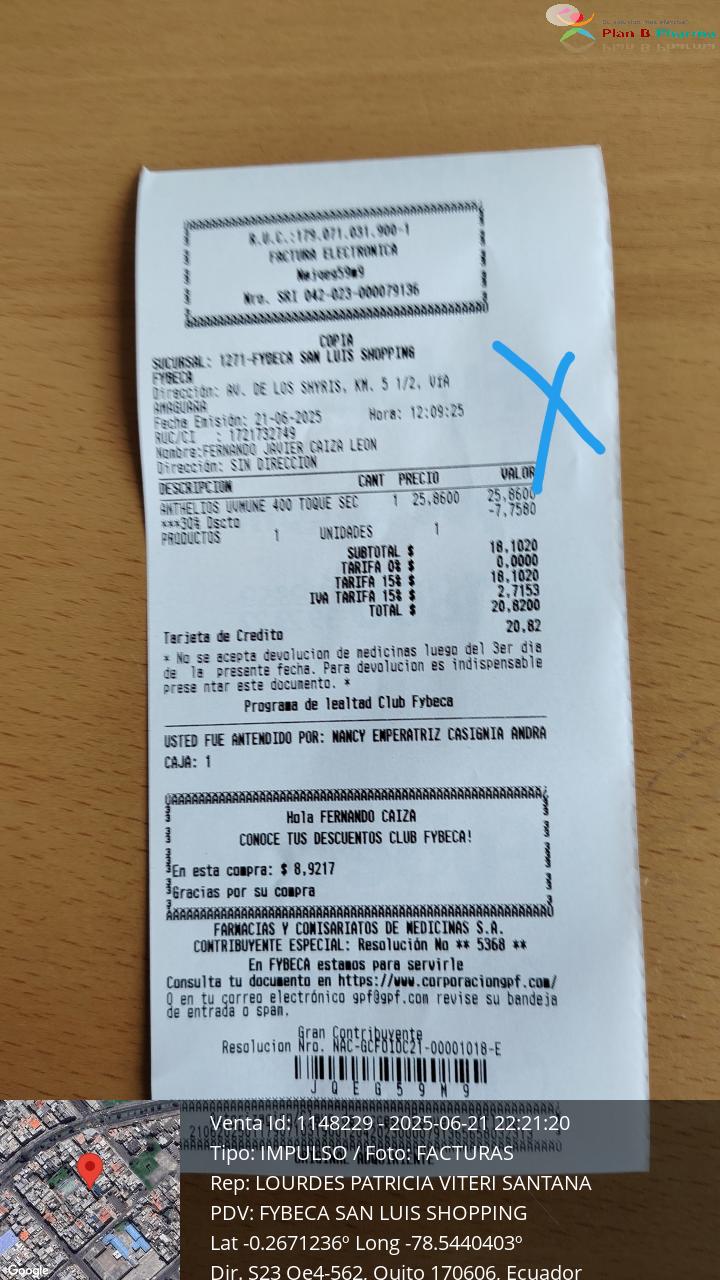 Plan B Pharma
R.U.C.:179.071.031.900-1
FACTURA ELECTRONICA
Nro. SRI 042-023-000079136
COPIA
SUCURSAL: 1271-FYBECA SAN LUIS SHOPPING
FYBECA
Dirección: AV. DE LOS SHYRIS, KM. 5 1/2, VIA
AMAGUAÑA
Fecha Emisión: 21-06-2025 Hora: 12:09:25
RUC/CI : 1721732749
Nombre:FERNANDO JAVIER CAIZA LEON
Dirección: SIN DIRECCION
DESCRIPCION CANT PRECIO VALOR
ANTHELIOS UVMUNE 400 TOQUE SEC 1 25,8600 25,8600
***30% Dscto -7,7580
PRODUCTOS 1 UNIDADES 1
SUBTOTAL $ 18,1020
TARIFA 0% $ 0,0000
TARIFA 15% $ 18,1020
IVA TARIFA 15% $ 2,7153
TOTAL $ 20,8200
Tarjeta de Credito 20,82
* No se acepta devolucion de medicinas luego del 3er dia
de la presente fecha. Para devolucion es indispensable
prese ntar este documento. *
Programa de lealtad Club Fybeca
USTED FUE ANTENDIDO POR: NANCY EMPERATRIZ CASIGNIA ANDRA
CAJA: 1
Hola FERNANDO CAIZA
CONOCE TUS DESCUENTOS CLUB FYBECA!
En esta compra: $ 8,9217
Gracias por su compra
FARMACIAS Y COMISARIATOS DE MEDICINAS S.A.
CONTRIBUYENTE ESPECIAL: Resolución No ** 5368 **
En FYBECA estamos para servirle
Consulta tu documento en https://www.corporaciongpf.com/
O en tu correo electrónico gpf@gpf.com revise su bandeja
de entrada o spam.
Gran Contribuyente
Resolucion Nro. NAC-GCFOIOC21-00001018-E
J Q E G 5 9 M 9
Venta Id: 1148229 - 2025-06-21 22:21:20
Tipo: IMPULSO / Foto: FACTURAS
Rep: LOURDES PATRICIA VITERI SANTANA
PDV: FYBECA SAN LUIS SHOPPING
Lat -0.2671236º Long -78.5440403º
Dir. S23 Oe4-562, Quito 170606, Ecuador
Google